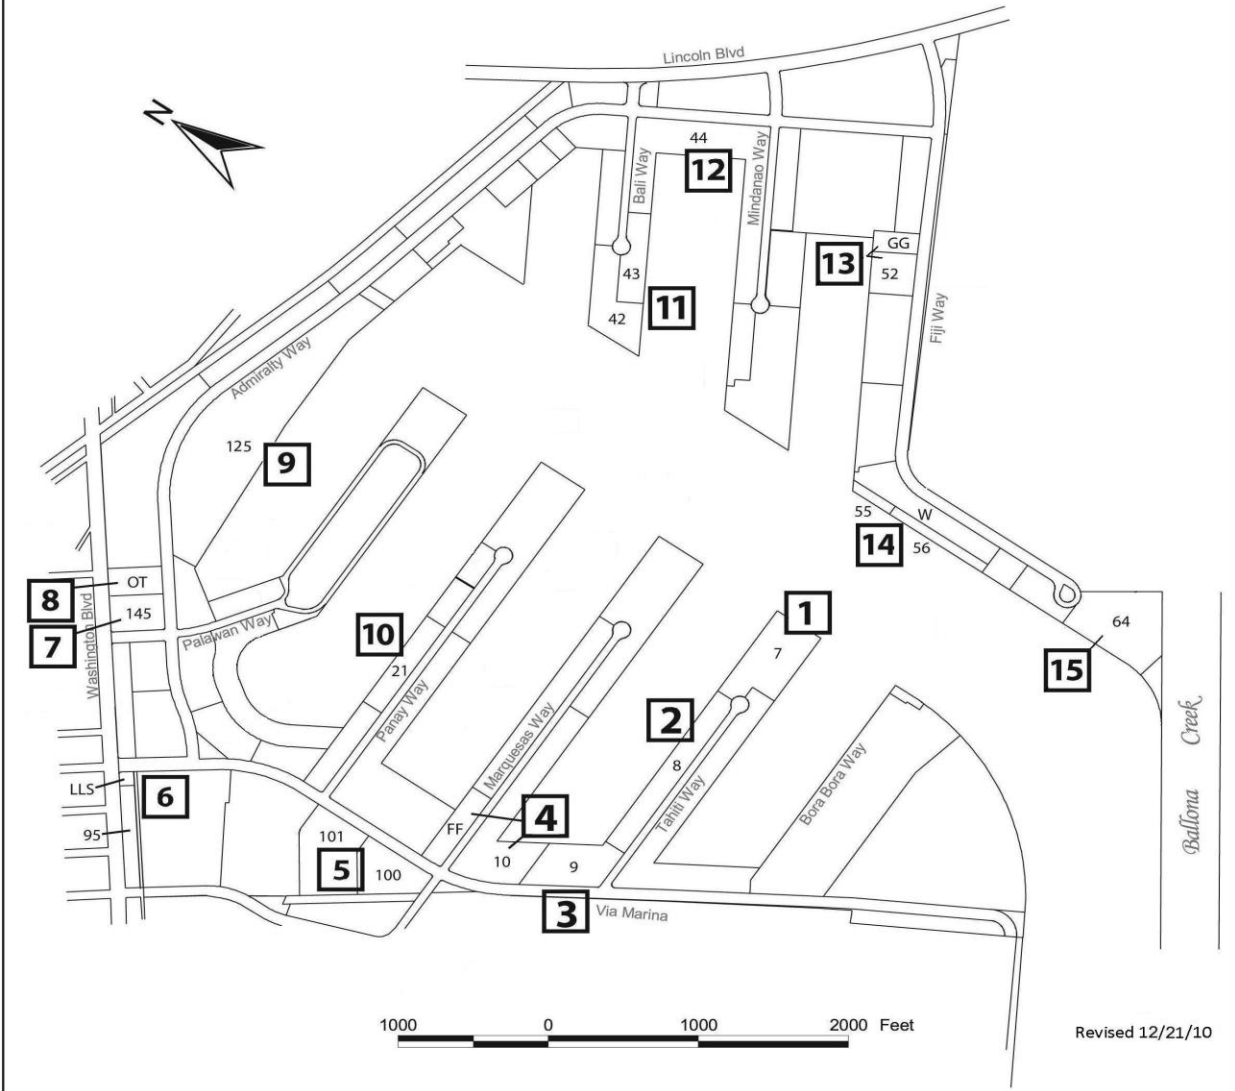 Lincoln Blvd
N
44
12
Bali Way
Mindanao Way
GG
13
52
43
11
42
Fiji Way
Admiralty Way
125
9
55
W
14
56
OT
8
145
7
Washington Blvd
Palawan Way
10
21
Panay Way
1
7
64
15
2
8
Marquesas Way
Tahiti Way
Bora Bora Way
Ballona Creek
LLS
6
95
FF
4
101
5
100
10
9
3
Via Marina
1000 0 1000 2000 Feet
Revised 12/21/10